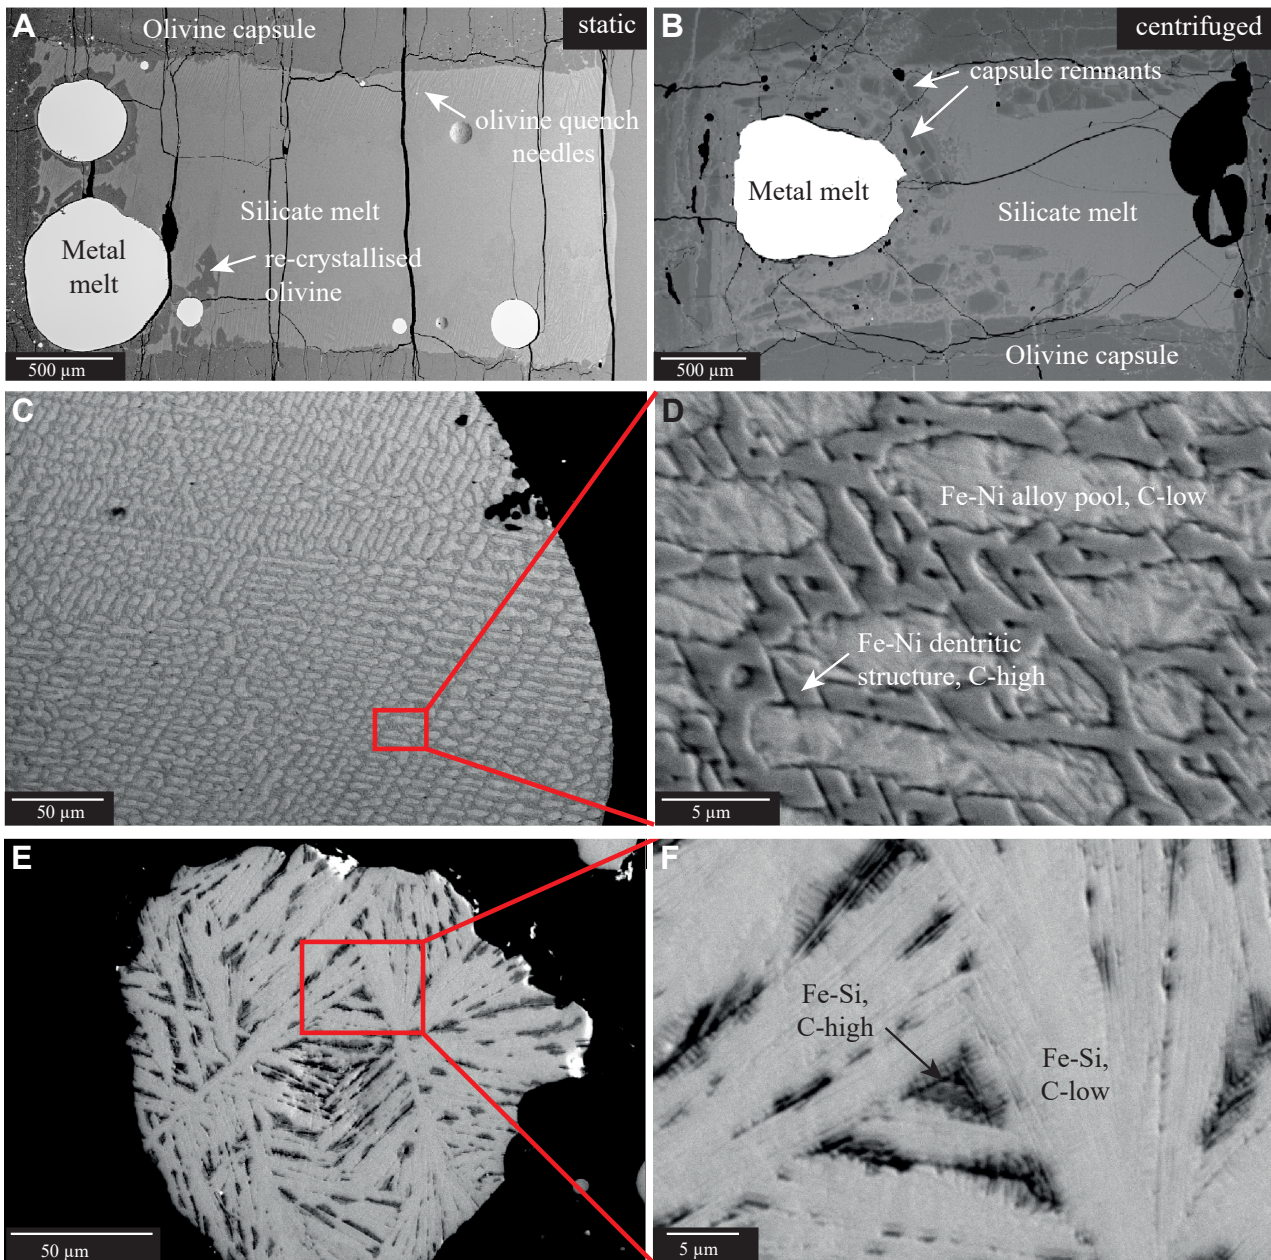 A
Olivine capsule
static
olivine quench
needles
Silicate melt
Metal
melt
re-crystallised
olivine
500 µm
B
centrifuged
capsule remnants
Metal melt
Silicate melt
Olivine capsule
500 µm
C
50 µm
D
Fe-Ni alloy pool, C-low
Fe-Ni dentritic
structure, C-high
5 µm
E
50 µm
F
Fe-Si,
C-high
Fe-Si,
C-low
5 µm